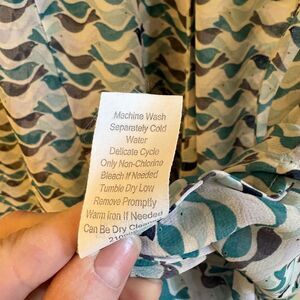 Machine Wash
Separately Cold
Water
Delicate Cycle
Only Non-Chlorine
Bleach If Needed
Tumble Dry Low
Remove Promptly
Warm Iron If Needed
Can Be Dry